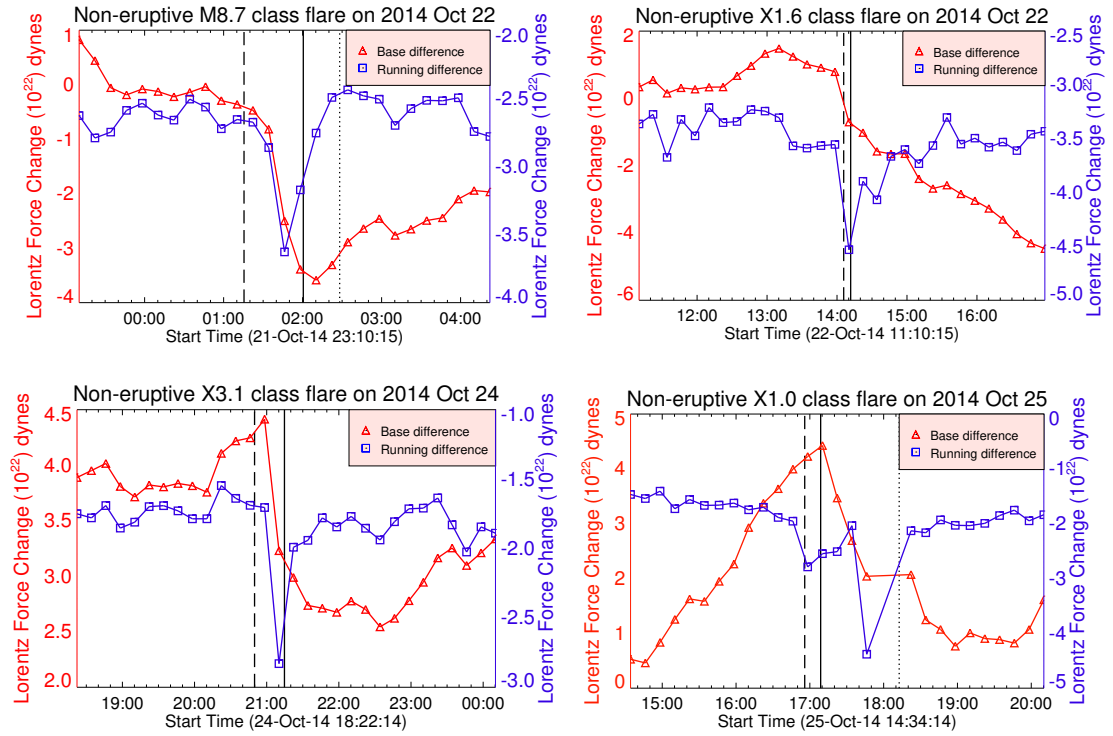 Non-eruptive M8.7 class flare on 2014 Oct 22
Lorentz Force Change (10^22) dynes
1
0
-1
-2
-3
-4
Base difference
Running difference
-2.0
-2.5
-3.0
-3.5
-4.0
Lorentz Force Change (10^22) dynes
00:00 01:00 02:00 03:00 04:00
Start Time (21-Oct-14 23:10:15)
Non-eruptive X1.6 class flare on 2014 Oct 22
Lorentz Force Change (10^22) dynes
2
0
-2
-4
-6
Base difference
Running difference
-2.5
-3.0
-3.5
-4.0
-4.5
-5.0
Lorentz Force Change (10^22) dynes
12:00 13:00 14:00 15:00 16:00
Start Time (22-Oct-14 11:10:15)
Non-eruptive X3.1 class flare on 2014 Oct 24
Lorentz Force Change (10^22) dynes
4.5
4.0
3.5
3.0
2.5
2.0
Base difference
Running difference
-1.0
-1.5
-2.0
-2.5
-3.0
Lorentz Force Change (10^22) dynes
19:00 20:00 21:00 22:00 23:00 00:00
Start Time (24-Oct-14 18:22:14)
Non-eruptive X1.0 class flare on 2014 Oct 25
Lorentz Force Change (10^22) dynes
5
4
3
2
1
0
Base difference
Running difference
0
-1
-2
-3
-4
-5
Lorentz Force Change (10^22) dynes
15:00 16:00 17:00 18:00 19:00 20:00
Start Time (25-Oct-14 14:34:14)